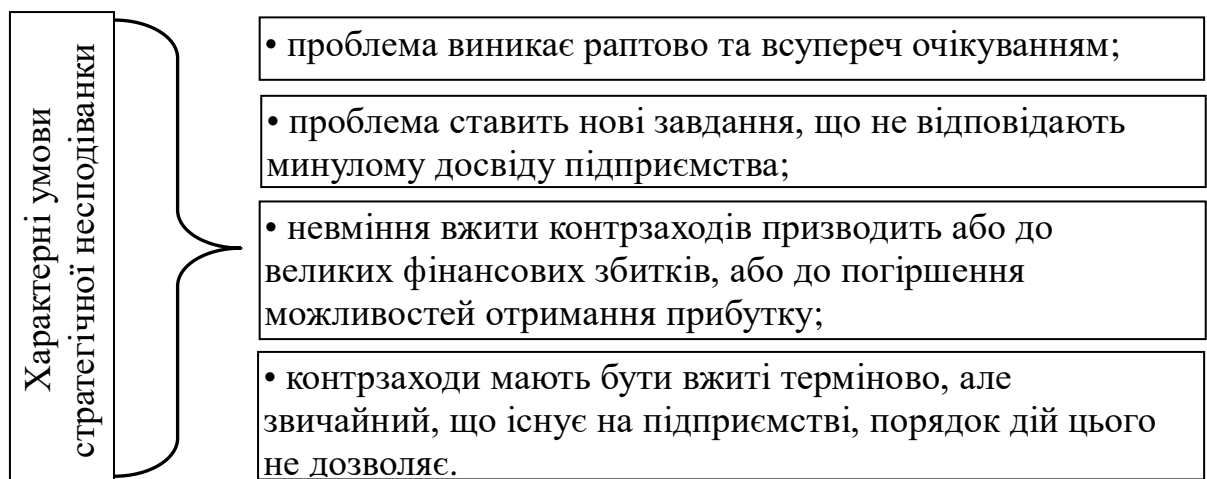 Характерні умови
стратегічної несподіванки
• проблема виникає раптово та всупереч очікуванням;
• проблема ставить нові завдання, що не відповідають
минулому досвіду підприємства;
• невміння вжити контрзаходів призводить або до
великих фінансових збитків, або до погіршення
можливостей отримання прибутку;
• контрзаходи мають бути вжиті терміново, але
звичайний, що існує на підприємстві, порядок дій цього
не дозволяє.